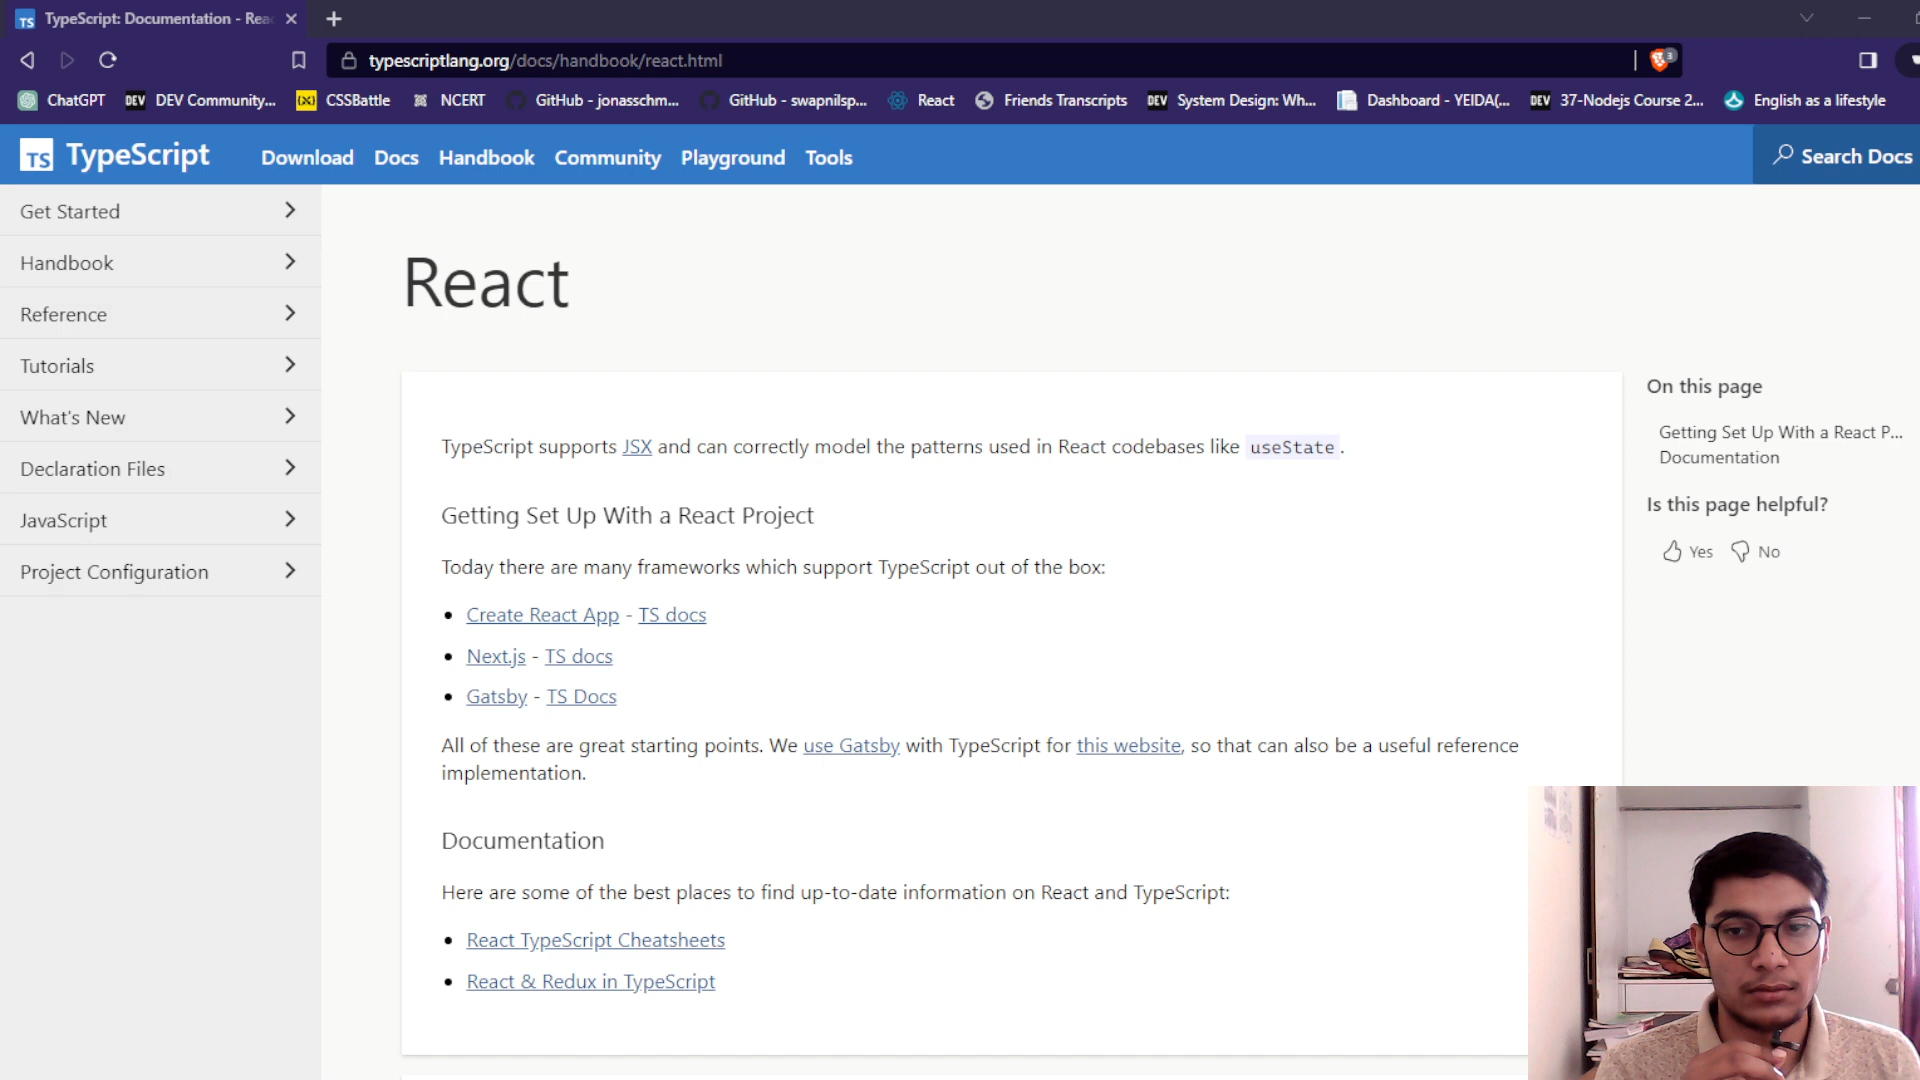 TypeScript: Documentation - Rea
typescriptlang.org/docs/handbook/react.html
3
ChatGPT
DEV
DEV Community...
CSSBattle
NCERT
GitHub - jonasschm...
GitHub - swapnilsp...
React
Friends Transcripts
DEV
System Design: Wh...
Dashboard - YEIDA(...
DEV
37-Nodejs Course 2...
English as a lifestyle
TS TypeScript
Download
Docs
Handbook
Community
Playground
Tools
Search Docs
Get Started
Handbook
Reference
Tutorials
What's New
Declaration Files
JavaScript
Project Configuration
React
TypeScript supports JSX and can correctly model the patterns used in React codebases like useState.
Getting Set Up With a React Project
Today there are many frameworks which support TypeScript out of the box:
• Create React App - TS docs
• Next.js - TS docs
• Gatsby - TS Docs
All of these are great starting points. We use Gatsby with TypeScript for this website, so that can also be a useful reference
implementation.
Documentation
Here are some of the best places to find up-to-date information on React and TypeScript:
• React TypeScript Cheatsheets
• React & Redux in TypeScript
On this page
Getting Set Up With a React P...
Documentation
Is this page helpful?
Yes
No